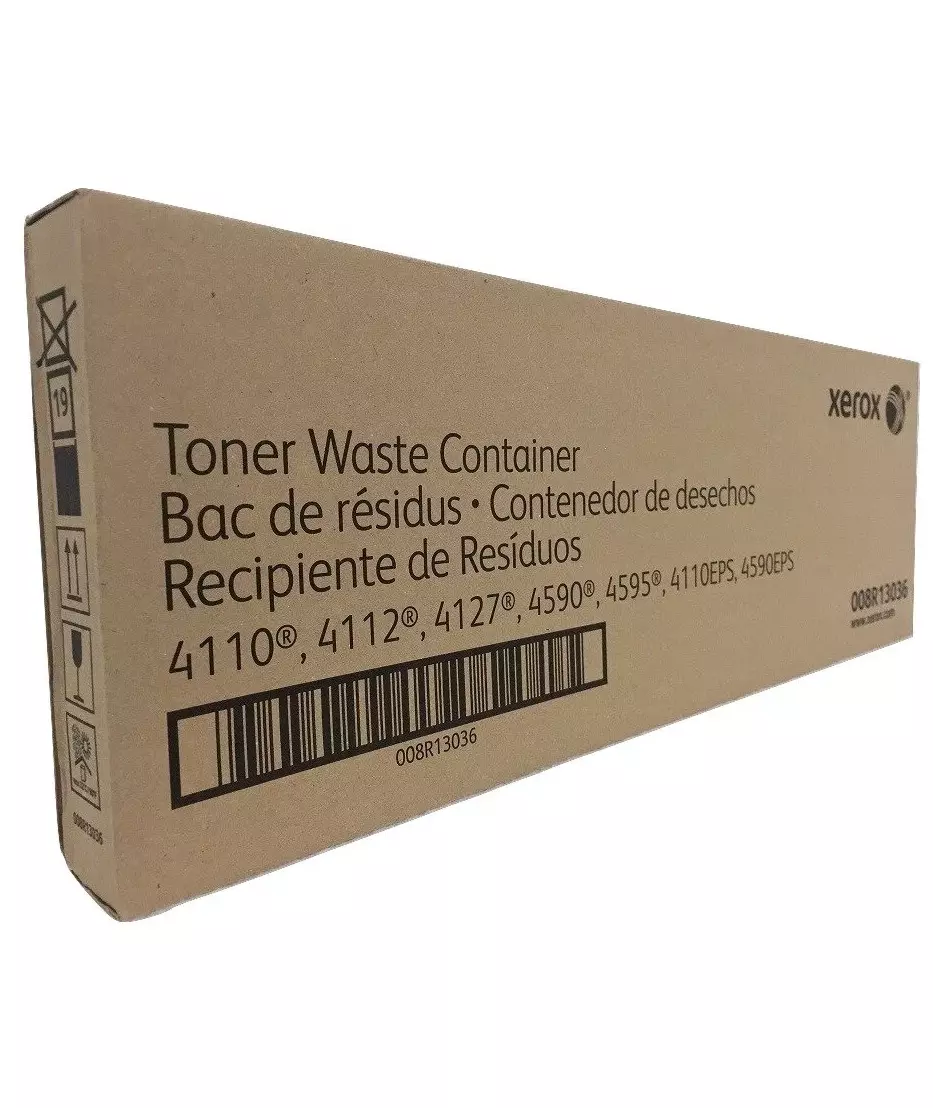 19
008R13036
xerox®
Toner Waste Container
Bac de résidus • Contenedor de desechos
Recipiente de Resíduos
4110®, 4112®, 4127®, 4590®, 4595®, 4110EPS, 4590EPS
008R13036
www.xerox.com
008R13036